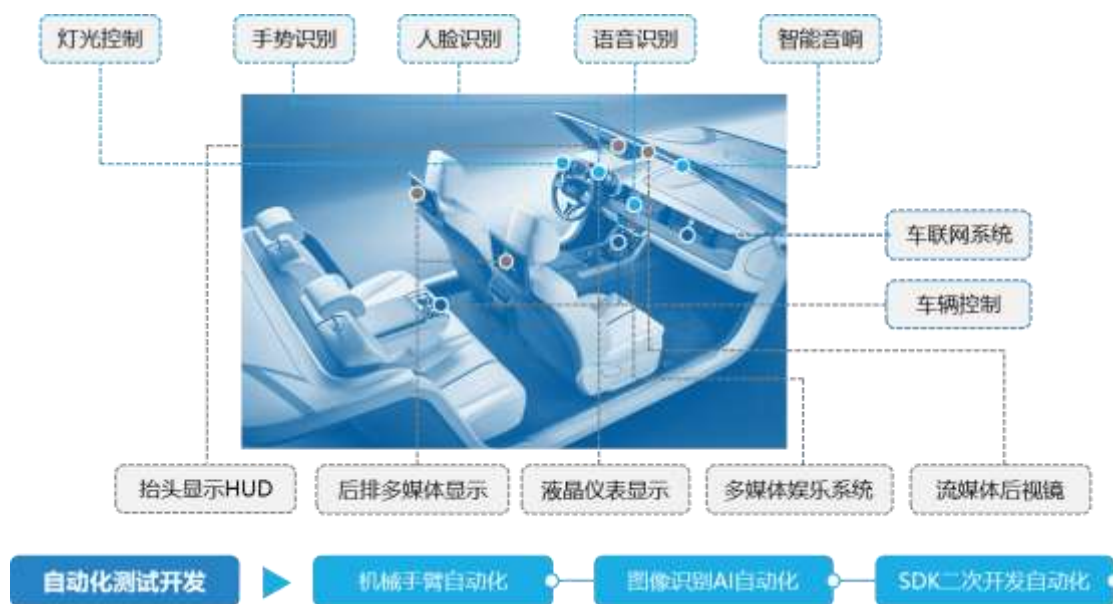 灯光控制
手势识别
人脸识别
语音识别
智能音响
车联网系统
车辆控制
抬头显示HUD
后排多媒体显示
液晶仪表显示
多媒体娱乐系统
流媒体后视镜
自动化测试开发
机械手臂自动化
图像识别AI自动化
SDK二次开发自动化